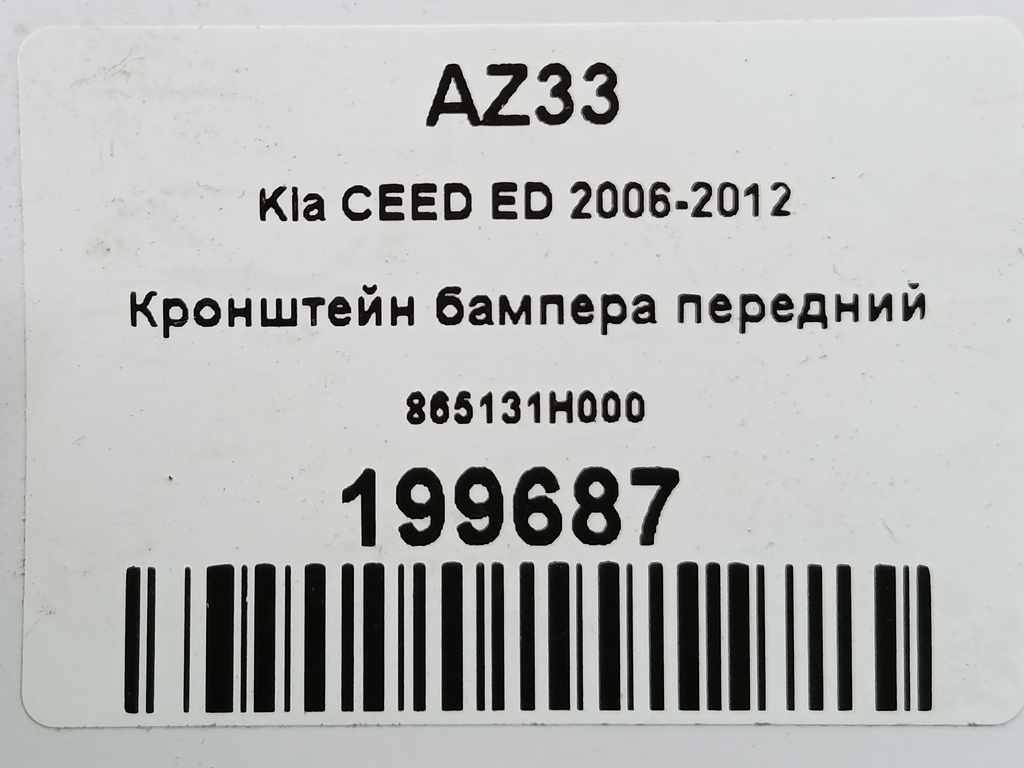 AZ33
Kia CEED ED 2006-2012
Кронштейн бампера передний
865131H000
199687